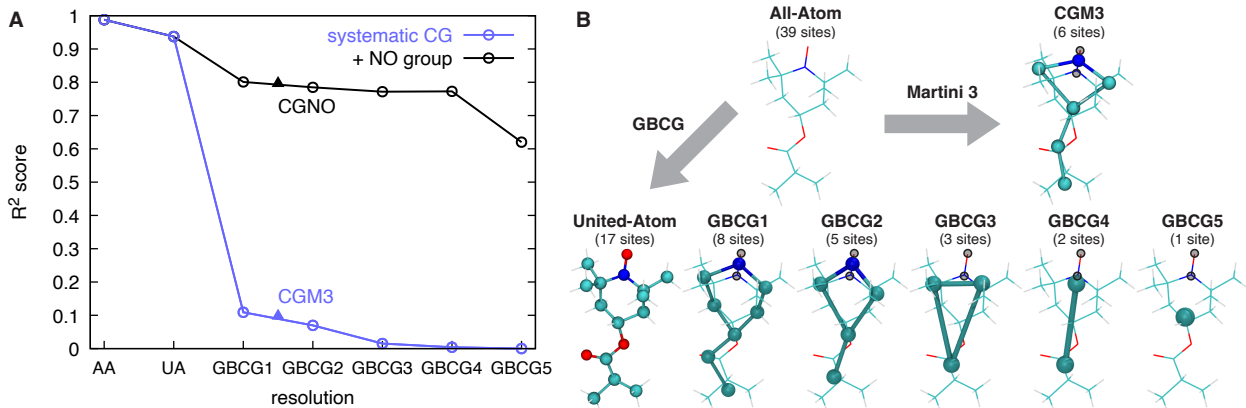 A
R² score
1
0.9
0.8
0.7
0.6
0.5
0.4
0.3
0.2
0.1
0
systematic CG
+ NO group
CGNO
CGM3
AA UA GBCG1 GBCG2 GBCG3 GBCG4 GBCG5
resolution
B
All-Atom
(39 sites)
CGM3
(6 sites)
GBCG
Martini 3
United-Atom
(17 sites)
GBCG1
(8 sites)
GBCG2
(5 sites)
GBCG3
(3 sites)
GBCG4
(2 sites)
GBCG5
(1 site)